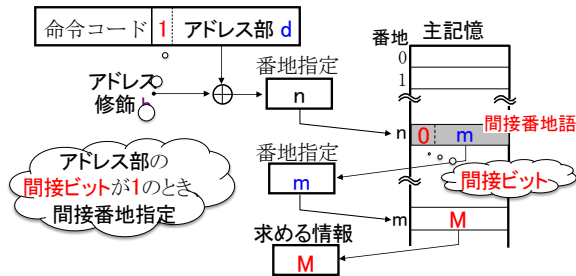 命令コード 1 アドレス部 d
番地 主記憶
0
1
アドレス
修飾
番地指定
n
n 0 m 間接番地語
アドレス部の
間接ビットが1のとき
間接番地指定
番地指定
m
間接ビット
m M
求める情報
M